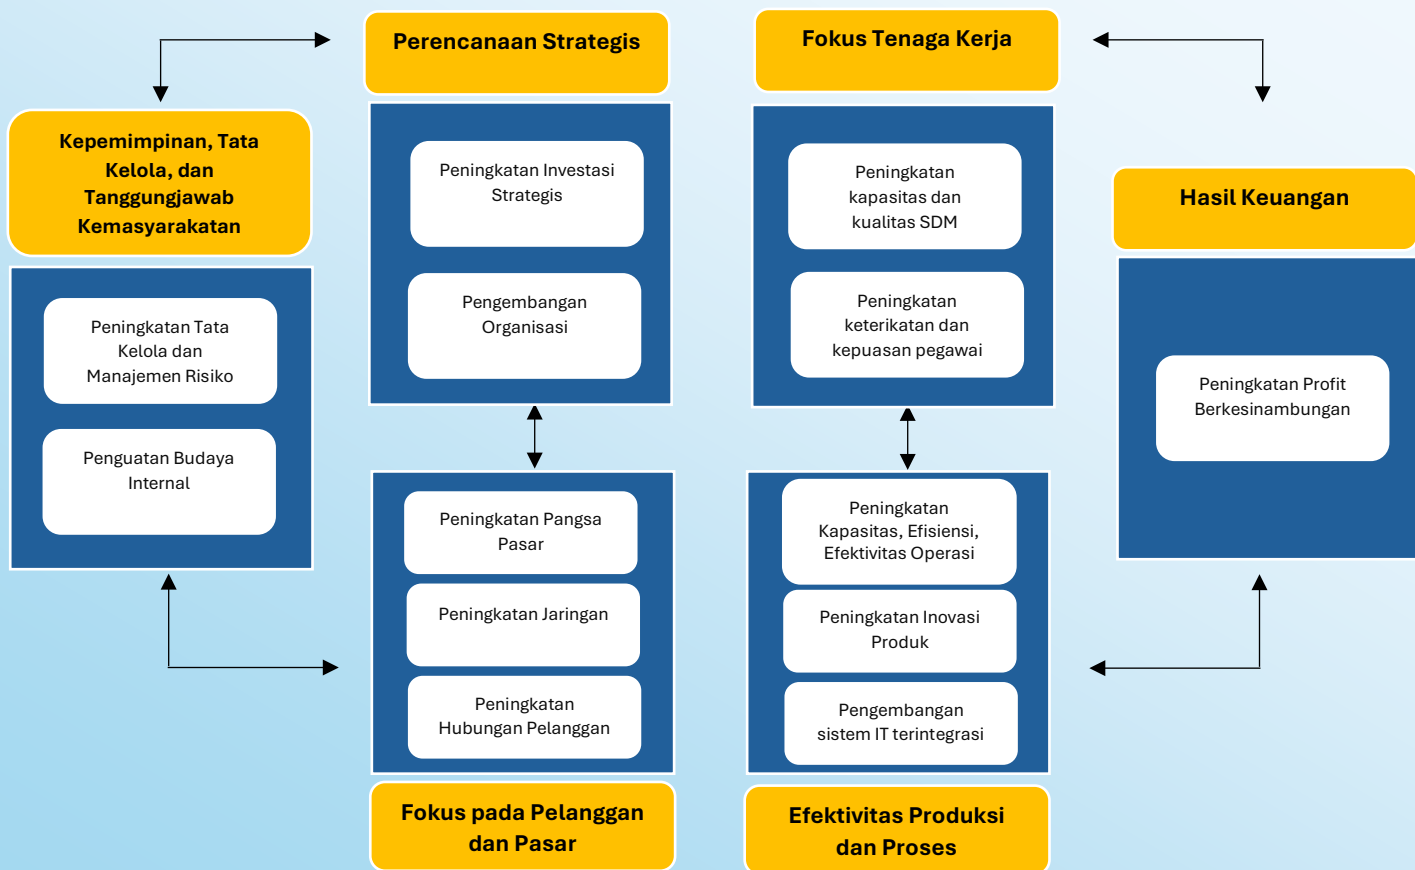 Kepemimpinan, Tata
Kelola, dan
Tanggungjawab
Kemasyarakatan
Peningkatan Tata
Kelola dan
Manajemen Risiko
Penguatan Budaya
Internal
Perencanaan Strategis
Peningkatan Investasi
Strategis
Pengembangan
Organisasi
Peningkatan Pangsa
Pasar
Peningkatan Jaringan
Peningkatan
Hubungan Pelanggan
Fokus pada Pelanggan
dan Pasar
Fokus Tenaga Kerja
Peningkatan
kapasitas dan
kualitas SDM
Peningkatan
keterikatan dan
kepuasan pegawai
Peningkatan
Kapasitas, Efisiensi,
Efektivitas Operasi
Peningkatan Inovasi
Produk
Pengembangan
sistem IT terintegrasi
Efektivitas Produksi
dan Proses
Hasil Keuangan
Peningkatan Profit
Berkesinambungan